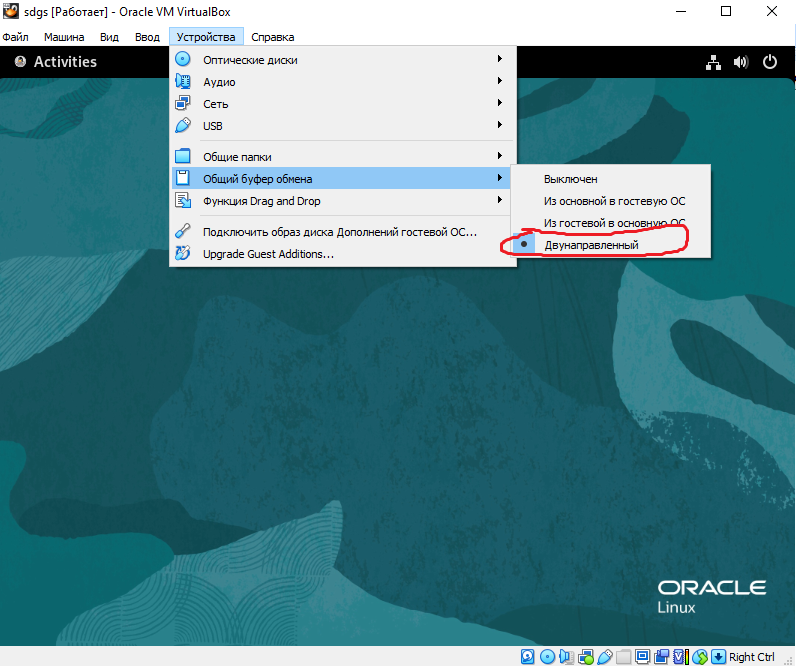 sdgs [Работает] - Oracle VM VirtualBox
Файл Машина Вид Ввод Устройства Справка
Activities
Оптические диски
Аудио
Сеть
USB
Общие папки
Общий буфер обмена
Функция Drag and Drop
Подключить образ диска Дополнений гостевой ОС...
Upgrade Guest Additions...
Выключен
Из основной в гостевую ОС
Из гостевой в основную ОС
Двунаправленный
ORACLE
Linux
Right Ctrl